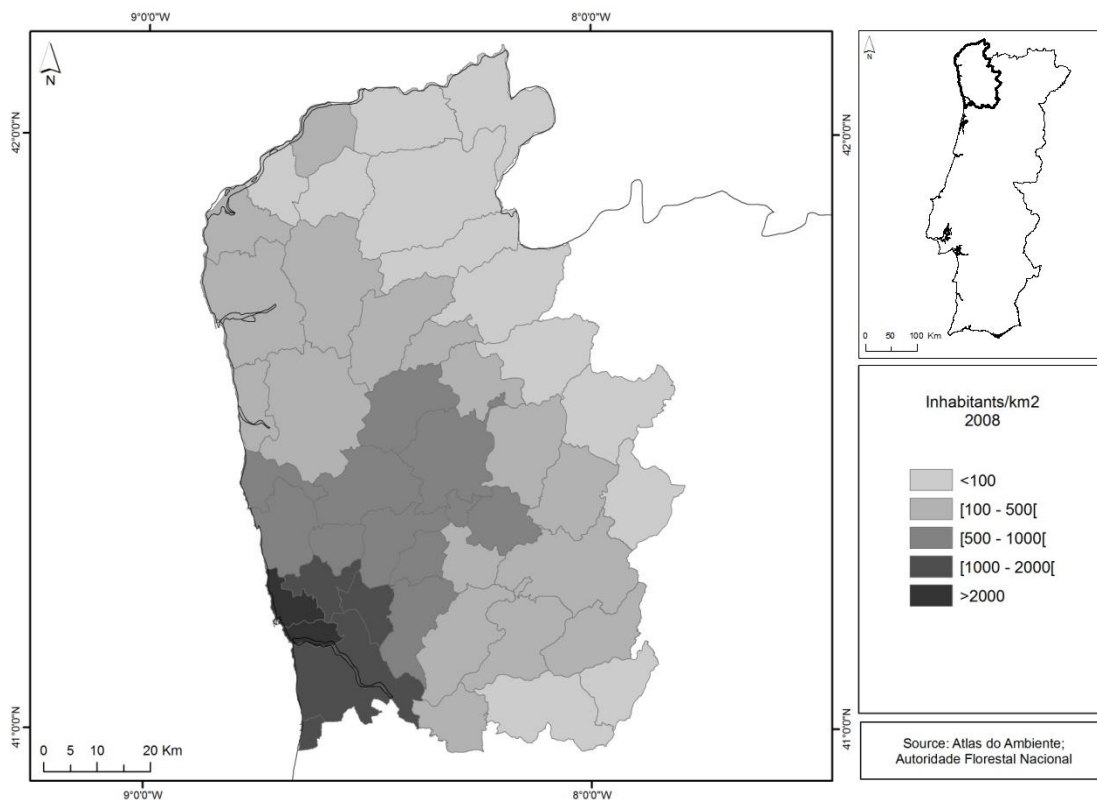 9°0'0"W
8°0'0"W
N
42°0'0"N
42°0'0"N
41°0'0"N
41°0'0"N
0 5 10 20 Km
9°0'0"W
8°0'0"W
N
0 50 100 Km
Inhabitants/km2
2008
<100
[100 - 500[
[500 - 1000[
[1000 - 2000[
>2000
Source: Atlas do Ambiente;
Autoridade Florestal Nacional